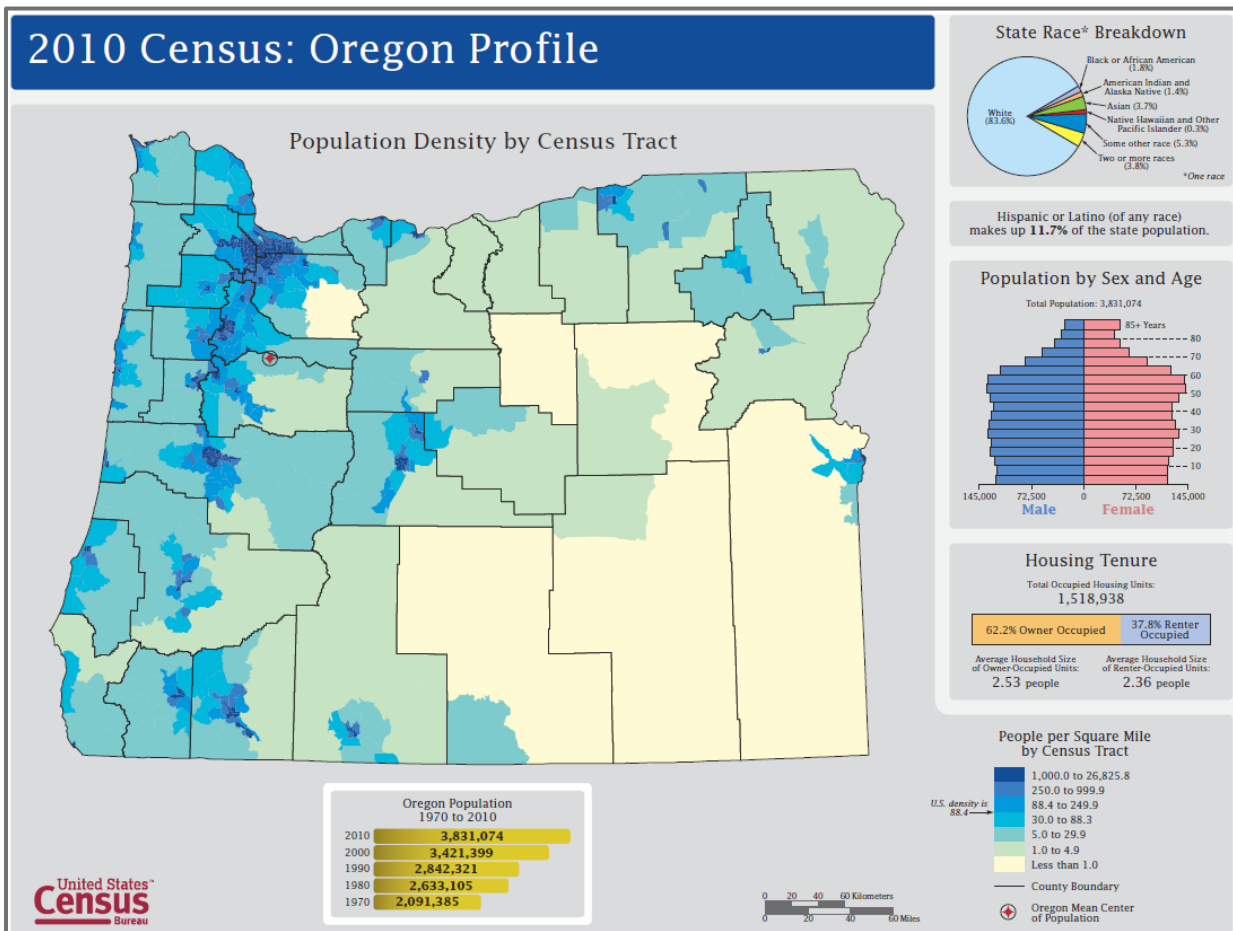 2010 Census: Oregon Profile
Population Density by Census Tract
State Race* Breakdown
Black or African American
(1.8%)
American Indian and
Alaska Native (1.4%)
Asian (3.7%)
Native Hawaiian and Other
Pacific Islander (0.3%)
Some other race (5.3%)
Two or more races
(3.8%)
White
(83.6%)
*One race
Hispanic or Latino (of any race)
makes up 11.7% of the state population.
Population by Sex and Age
Total Population: 3,831,074
85+ Years
80
70
60
50
40
30
20
10
145,000 72,500 0 72,500 145,000
Male Female
Housing Tenure
Total Occupied Housing Units:
1,518,938
62.2% Owner Occupied
37.8% Renter
Occupied
Average Household Size
of Owner-Occupied Units:
2.53 people
Average Household Size
of Renter-Occupied Units:
2.36 people
People per Square Mile
by Census Tract
1,000.0 to 26,825.8
250.0 to 999.9
88.4 to 249.9
30.0 to 88.3
5.0 to 29.9
1.0 to 4.9
Less than 1.0
U.S. density is
88.4
County Boundary
Oregon Mean Center
of Population
Oregon Population
1970 to 2010
2010 3,831,074
2000 3,421,399
1990 2,842,321
1980 2,633,105
1970 2,091,385
0 20 40 60 Kilometers
0 20 40 60 Miles
United States™
Census
Bureau